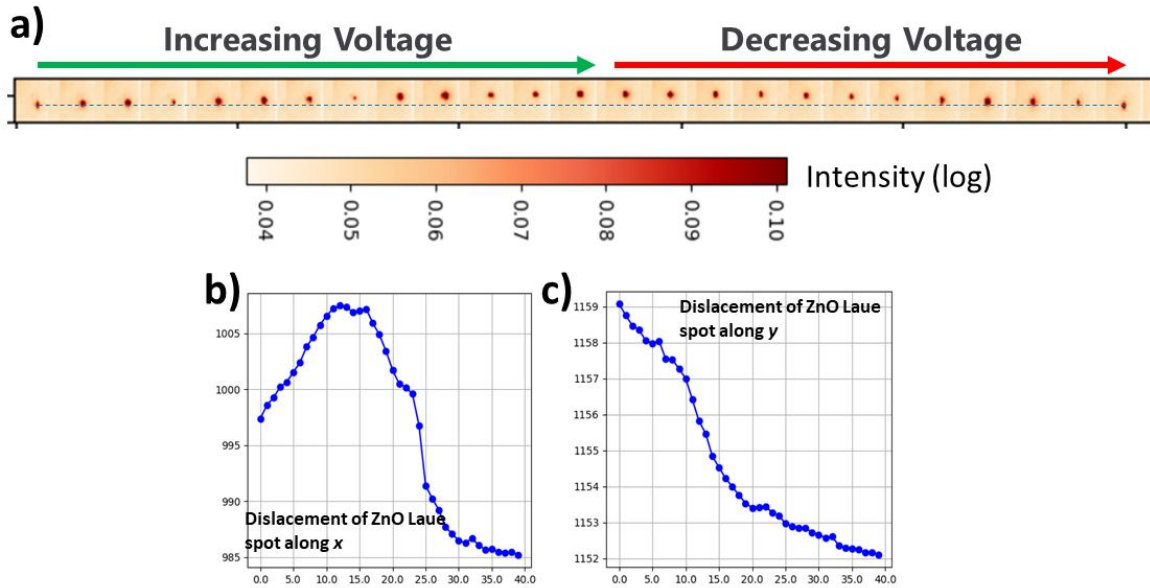 a)
Increasing Voltage
Decreasing Voltage
0.04
0.05
0.06
0.07
0.08
0.09
0.10
Intensity (log)
b)
1005
1000
995
990
985
Dislacement of ZnO Laue
spot along x
0.0 5.0 10.0 15.0 20.0 25.0 30.0 35.0 40.0
c)
1159
1158
1157
1156
1155
1154
1153
1152
Dislacement of ZnO Laue
spot along y
0.0 5.0 10.0 15.0 20.0 25.0 30.0 35.0 40.0